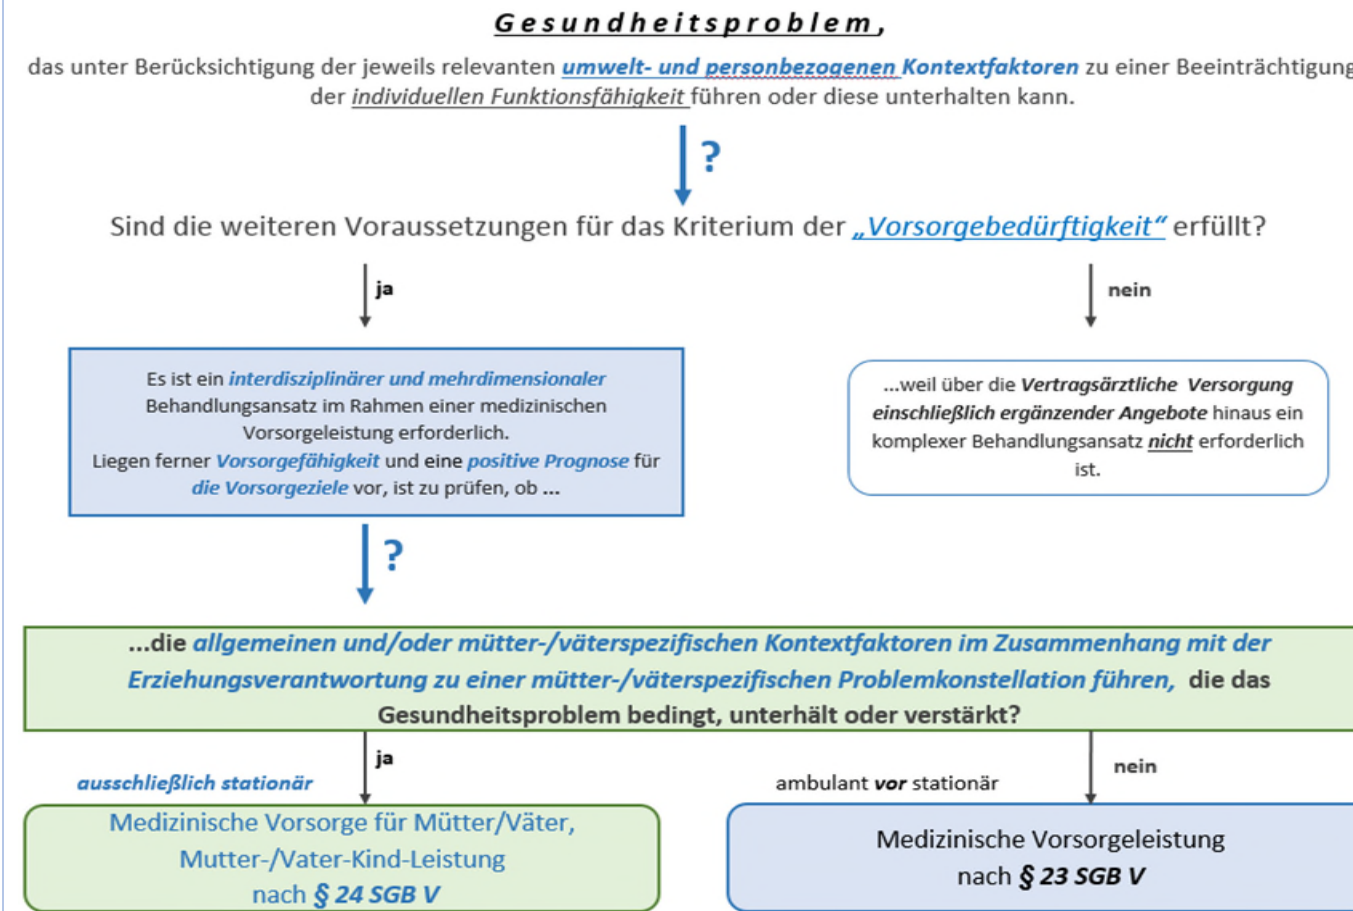 Gesundheitsproblem,
das unter Berücksichtigung der jeweils relevanten umwelt- und personbezogenen Kontextfaktoren zu einer Beeinträchtigung
der individuellen Funktionsfähigkeit führen oder diese unterhalten kann.
?
Sind die weiteren Voraussetzungen für das Kriterium der „Vorsorgebedürftigkeit“ erfüllt?
ja
nein
Es ist ein interdisziplinärer und mehrdimensionaler
Behandlungsansatz im Rahmen einer medizinischen
Vorsorgeleistung erforderlich.
Liegen ferner Vorsorgefähigkeit und eine positive Prognose für
die Vorsorgeziele vor, ist zu prüfen, ob ...
...weil über die Vertragsärztliche Versorgung
einschließlich ergänzender Angebote hinaus ein
komplexer Behandlungsansatz nicht erforderlich
ist.
?
...die allgemeinen und/oder mütter-/väterspezifischen Kontextfaktoren im Zusammenhang mit der
Erziehungsverantwortung zu einer mütter-/väterspezifischen Problemkonstellation führen, die das
Gesundheitsproblem bedingt, unterhält oder verstärkt?
ja
nein
ausschließlich stationär
ambulant vor stationär
Medizinische Vorsorge für Mütter/Väter,
Mutter-/Vater-Kind-Leistung
nach § 24 SGB V
Medizinische Vorsorgeleistung
nach § 23 SGB V